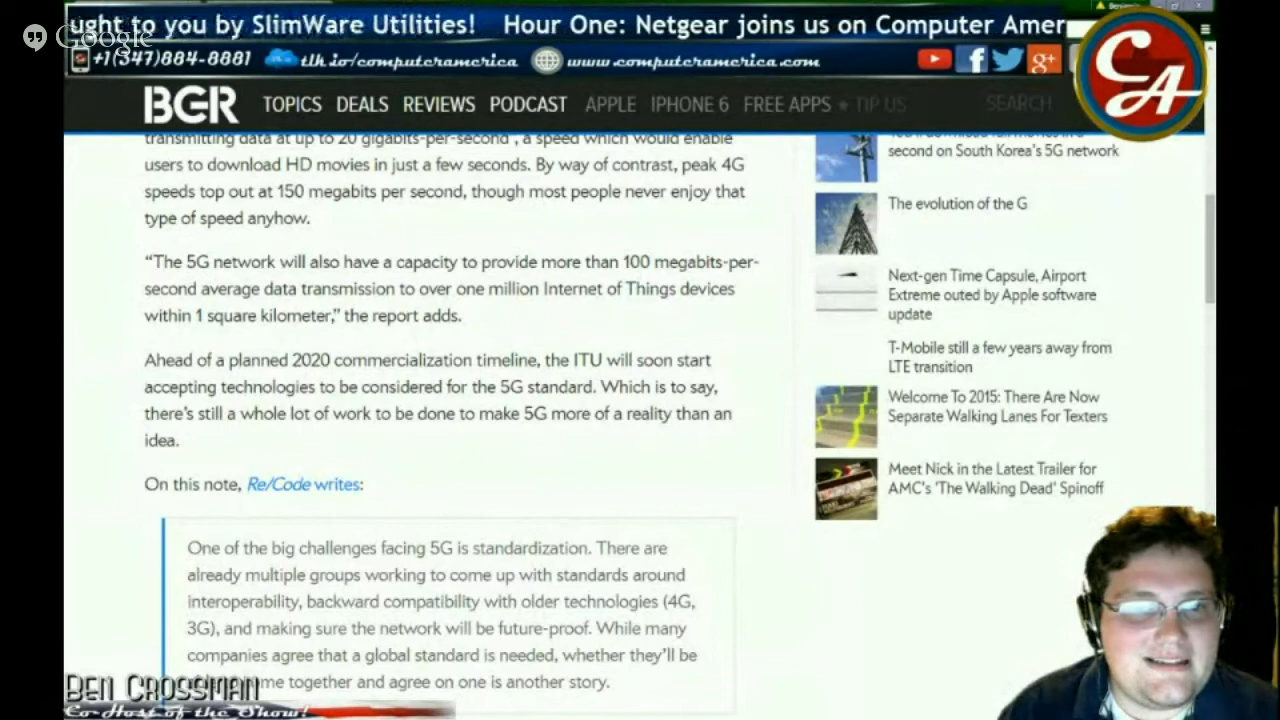 ught to you by SlimWare Utilities! Hour One: Netgear joins us on Computer Amer
Google
+1(347)884-8881 tlk.io/computeramerica www.computeramerica.com
CA
BGR TOPICS DEALS REVIEWS PODCAST APPLE IPHONE 6 FREE APPS TIP US SEARCH
transmitting data at up to 20 gigabits-per-second", a speed which would enable
users to download HD movies in just a few seconds. By way of contrast, peak 4G
speeds top out at 150 megabits per second, though most people never enjoy that
type of speed anyhow.
“The 5G network will also have a capacity to provide more than 100 megabits-per-
second average data transmission to over one million Internet of Things devices
within 1 square kilometer,” the report adds.
Ahead of a planned 2020 commercialization timeline, the ITU will soon start
accepting technologies to be considered for the 5G standard. Which is to say,
there’s still a whole lot of work to be done to make 5G more of a reality than an
idea.
On this note, Re/Code writes:
One of the big challenges facing 5G is standardization. There are
already multiple groups working to come up with standards around
interoperability, backward compatibility with older technologies (4G,
3G), and making sure the network will be future-proof. While many
companies agree that a global standard is needed, whether they’ll be
me together and agree on one is another story.
second on South Korea’s 5G network
The evolution of the G
Next-gen Time Capsule, Airport
Extreme outed by Apple software
update
T-Mobile still a few years away from
LTE transition
Welcome To 2015: There Are Now
Separate Walking Lanes For Texters
Meet Nick in the Latest Trailer for
AMC’s ‘The Walking Dead’ Spinoff
Ben Crossman
Co-Host of the Show!